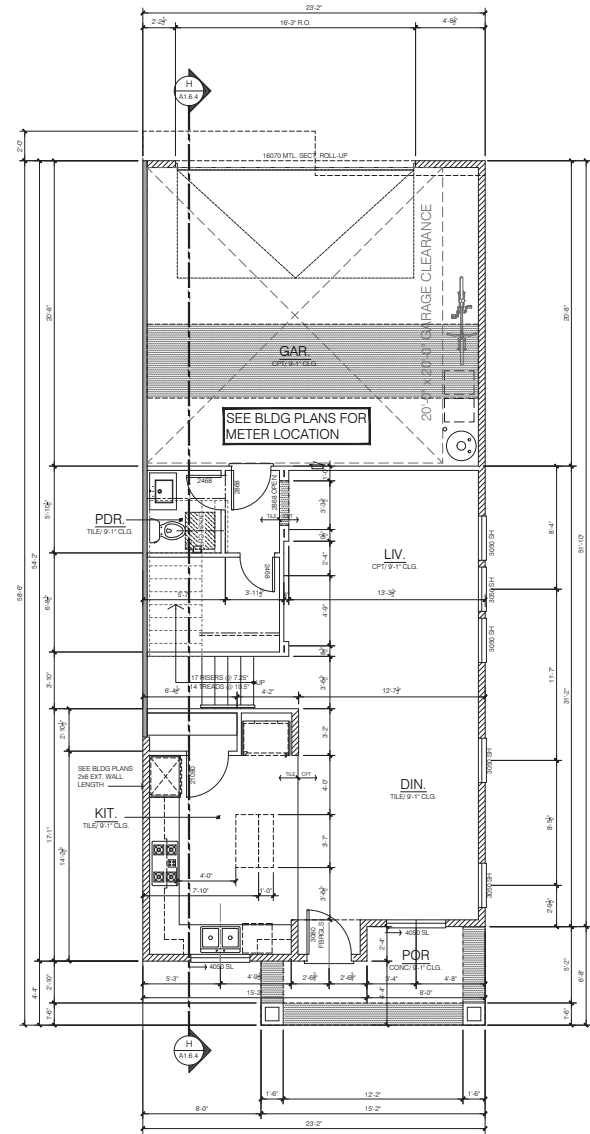 23'-2"
2'-2½"
16'-3" R.O.
4'-8½"
H
A1.6.4
2'-0"
16070 MTL. SECT. ROLL-UP
20'-0" x 20'-0" GARAGE CLEARANCE
20'-8"
20'-8"
GAR.
CPT/ 9'-1" CLG.
SEE BLDG PLANS FOR
METER LOCATION
2468
2868
2868 OPEN
PDR.
TILE/ 9'-1" CLG.
TILE
CPT
5'-10½"
3'-3½"
8'-4"
3050 SH
LIV.
CPT/ 9'-1" CLG.
54'-2"
58'-6"
51'-10"
2'-4"
2468
3050 SH
5'-7"
3'-11½"
13'-3½"
4'-9"
3050 SH
3'-10"
17 RISERS @ 7.25"
14 TREADS @ 10.5"
UP
6'-4½"
4'-2"
12'-7½"
11'-7"
31'-2"
2'-10½"
3'-2"
3050 SH
SEE BLDG PLANS
2x6 EXT. WALL
LENGTH
21080
TILE
CPT
4'-0"
DIN.
TILE/ 9'-1" CLG.
KIT.
TILE/ 9'-1" CLG.
17'-1"
14'-2½"
3'-7"
8'-5½"
4'-0"
7'-10"
1'-0"
3'-6½"
3050 SH
2'-9½"
3080
FBRGLS
4050 SL
4050 SL
2'-4"
POR
CONC/ 9'-1" CLG.
5'-3"
4'-9½"
2'-6½"
2'-6½"
3'-4"
4'-8"
15'-2"
8'-0"
4'-4"
2'-10"
1'-6"
4'-4"
5'-2"
6'-8"
1'-6"
H
A1.6.4
1'-6"
12'-2"
1'-6"
8'-0"
15'-2"
23'-2"